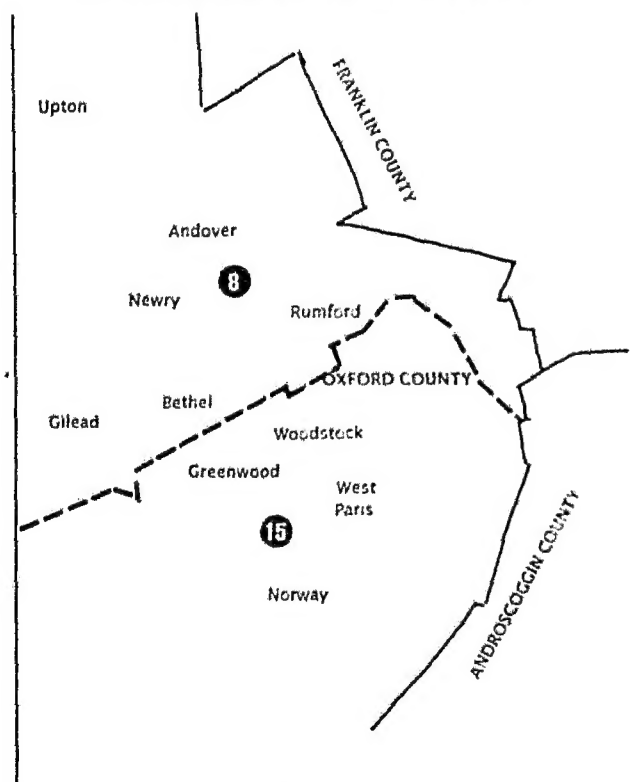 FRANKLIN COUNTY
Upton
Andover
8
Newry
Rumford
OXFORD COUNTY
Bethel
Gilead
Woodstock
Greenwood
West
Paris
15
Norway
ANDROSCOGGIN COUNTY